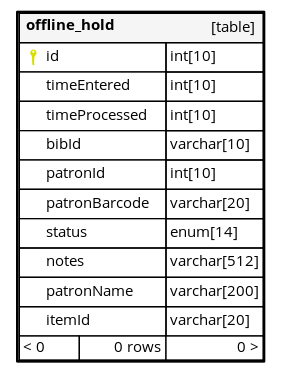 offline_hold [table]
id int[10]
timeEntered int[10]
timeProcessed int[10]
bibId varchar[10]
patronId int[10]
patronBarcode varchar[20]
status enum[14]
notes varchar[512]
patronName varchar[200]
itemId varchar[20]
< 0 0 rows 0 >